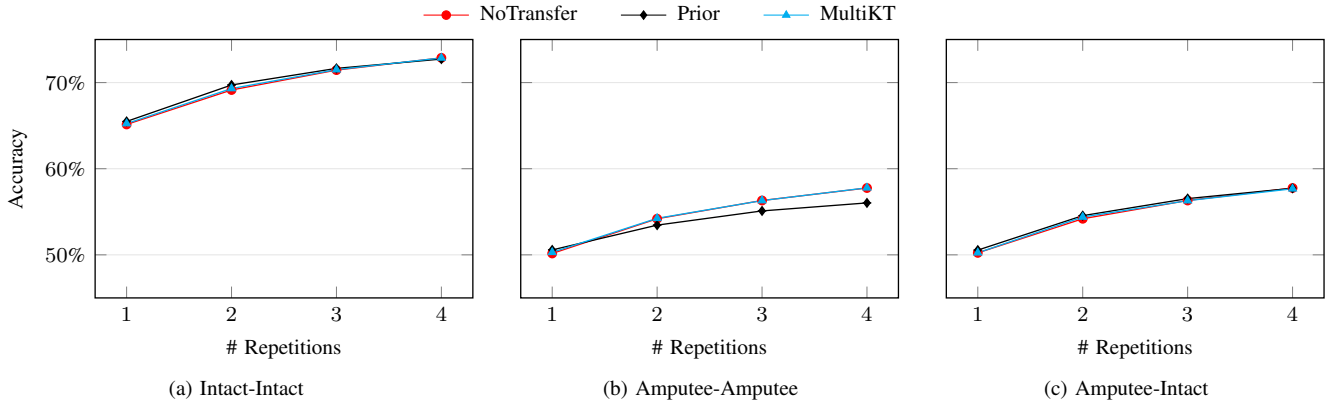 NoTransfer Prior MultiKT
Accuracy
70%
60%
50%
1 2 3 4
# Repetitions
(a) Intact-Intact
1 2 3 4
# Repetitions
(b) Amputee-Amputee
1 2 3 4
# Repetitions
(c) Amputee-Intact